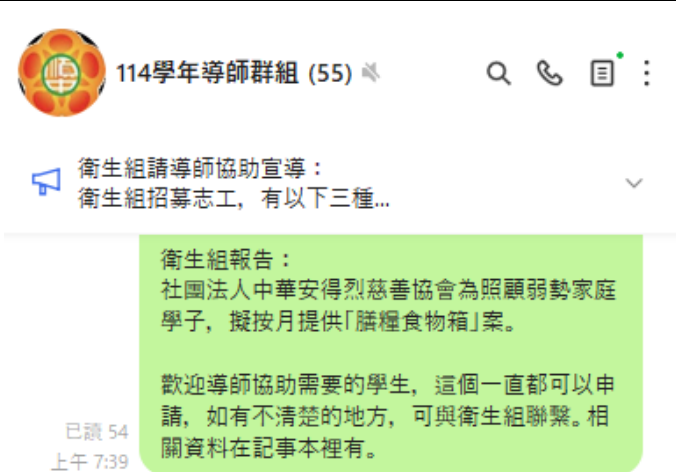 114學年導師群組 (55)
衛生組請導師協助宣導：
衛生組招募志工，有以下三種...
衛生組報告：
社團法人中華安得烈慈善協會為照顧弱勢家庭
學子，擬按月提供「膳糧食物箱」案。
歡迎導師協助需要的學生，這個一直都可以申
請，如有不清楚的地方，可與衛生組聯繫。相
關資料在記事本裡有。
已讀 54
上午 7:39